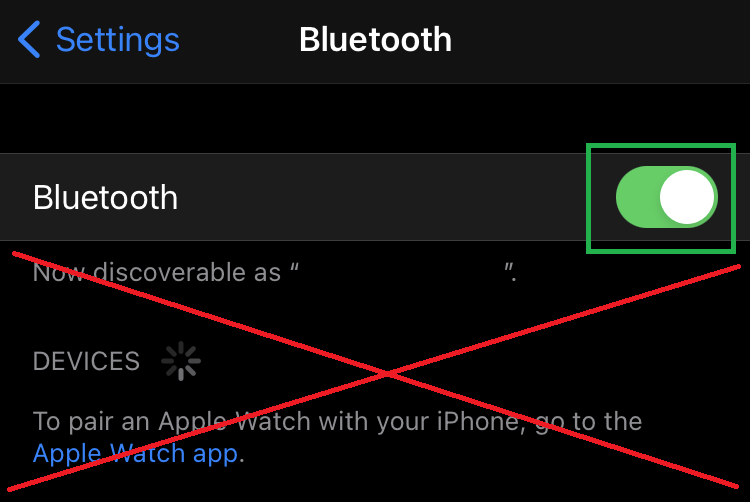 Settings
Bluetooth
Bluetooth
Now discoverable as “ ”.
DEVICES
To pair an Apple Watch with your iPhone, go to the
Apple Watch app.